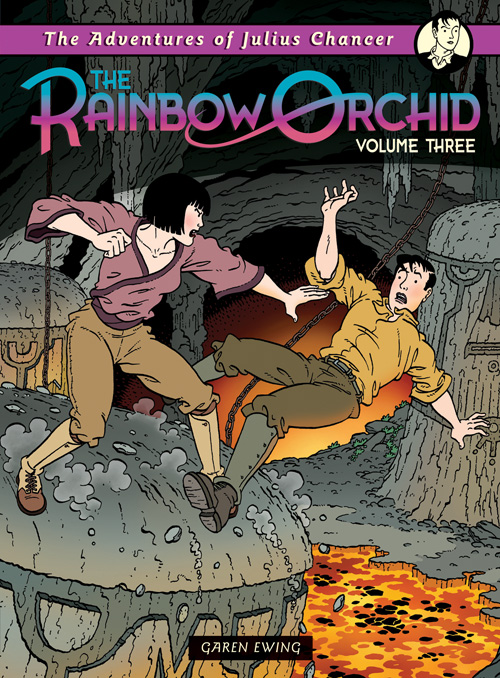 The Adventures of Julius Chancer
THE
RAINBOW ORCHID
VOLUME THREE
GAREN EWING